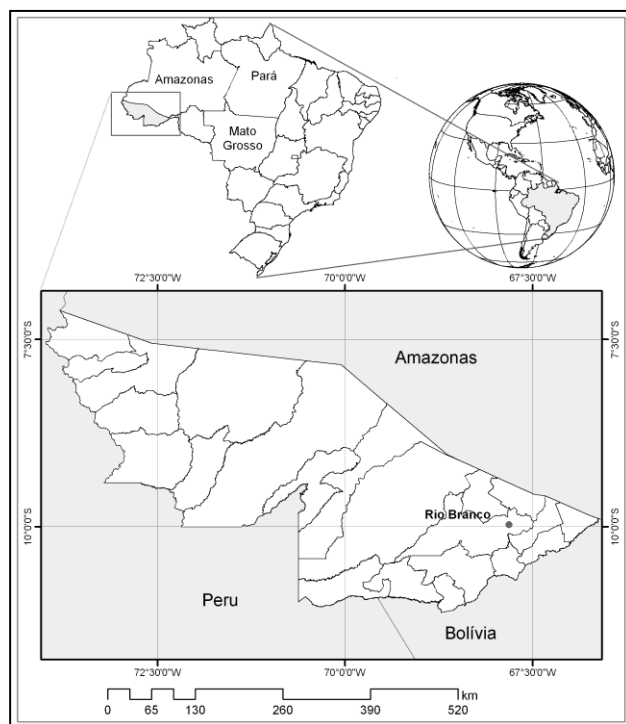 Amazonas
Pará
Mato
Grosso
72°30'0"W 70°0'0"W 67°30'0"W
7°30'0"S 7°30'0"S
Amazonas
Rio Branco
10°0'0"S 10°0'0"S
Peru
Bolívia
72°30'0"W 70°0'0"W 67°30'0"W
km
0 65 130 260 390 520